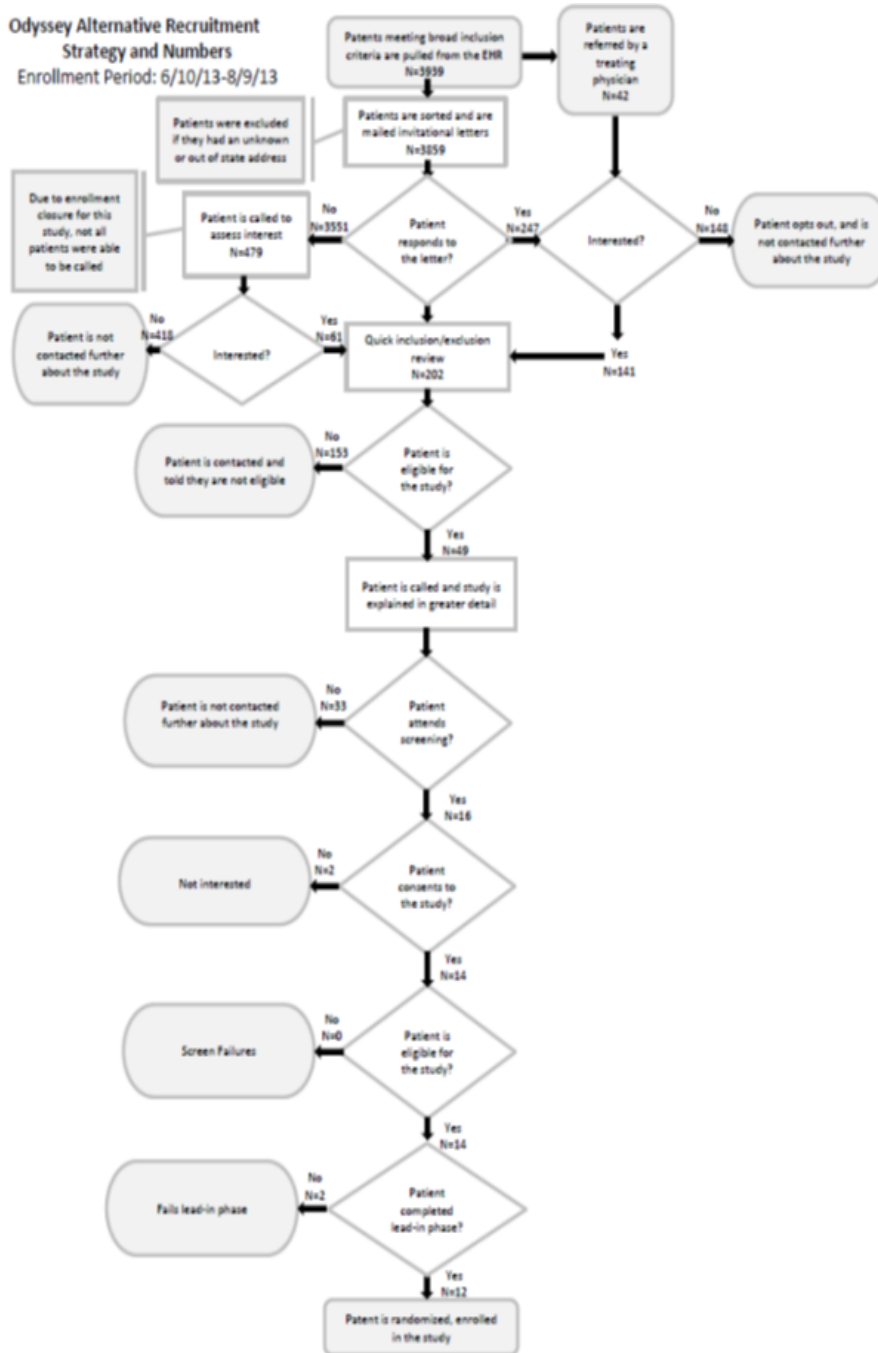 Odyssey Alternative Recruitment
Strategy and Numbers
Enrollment Period: 6/10/13-8/9/13
Patents meeting broad inclusion
criteria are pulled from the EHR
N=3939
Patients are
referred by a
treating
physician
N=42
Patients were excluded
if they had an unknown
or out of state address
Patients are sorted and are
mailed invitational letters
N=3859
Due to enrollment
closure for this
study, not all
patients were able
to be called
Patient is called to
assess interest
N=479
No
N=3551
Patient
responds to
the letter?
Yes
N=247
Interested?
No
N=148
Patient opts out, and is
not contacted further
about the study
Patient is not
contacted further
about the study
No
N=418
Interested?
Yes
N=61
Quick inclusion/exclusion
review
N=202
Yes
N=141
Patient is contacted and
told they are not eligible
No
N=153
Patient is
eligible for
the study?
Yes
N=49
Patient is called and study is
explained in greater detail
Patient is not contacted
further about the study
No
N=33
Patient
attends
screening?
Yes
N=16
Not interested
No
N=2
Patient
consents to
the study?
Yes
N=14
Screen Failures
No
N=0
Patient is
eligible for
the study?
Yes
N=14
Fails lead-in phase
No
N=2
Patient
completed
lead-in phase?
Yes
N=12
Patent is randomized, enrolled
in the study